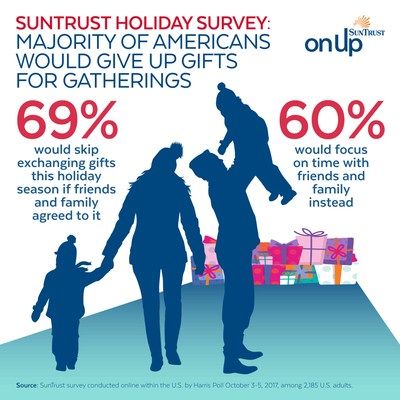 SUNTRUST HOLIDAY SURVEY:
MAJORITY OF AMERICANS
WOULD GIVE UP GIFTS
FOR GATHERINGS
SUNTRUST
onUp
69%
would skip
exchanging gifts
this holiday
season if friends
and family
agreed to it
60%
would focus
on time with
friends and
family
instead
Source: SunTrust survey conducted online within the U.S. by Harris Poll October 3-5, 2017, among 2,185 U.S. adults.